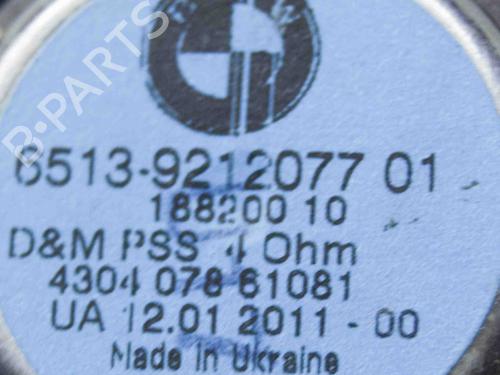 B-PARTS
6513-9212077 01
188200 10
D&M PSS 4 Ohm
4304 078 61081
UA 12.01 2011 - 00
Made in Ukraine